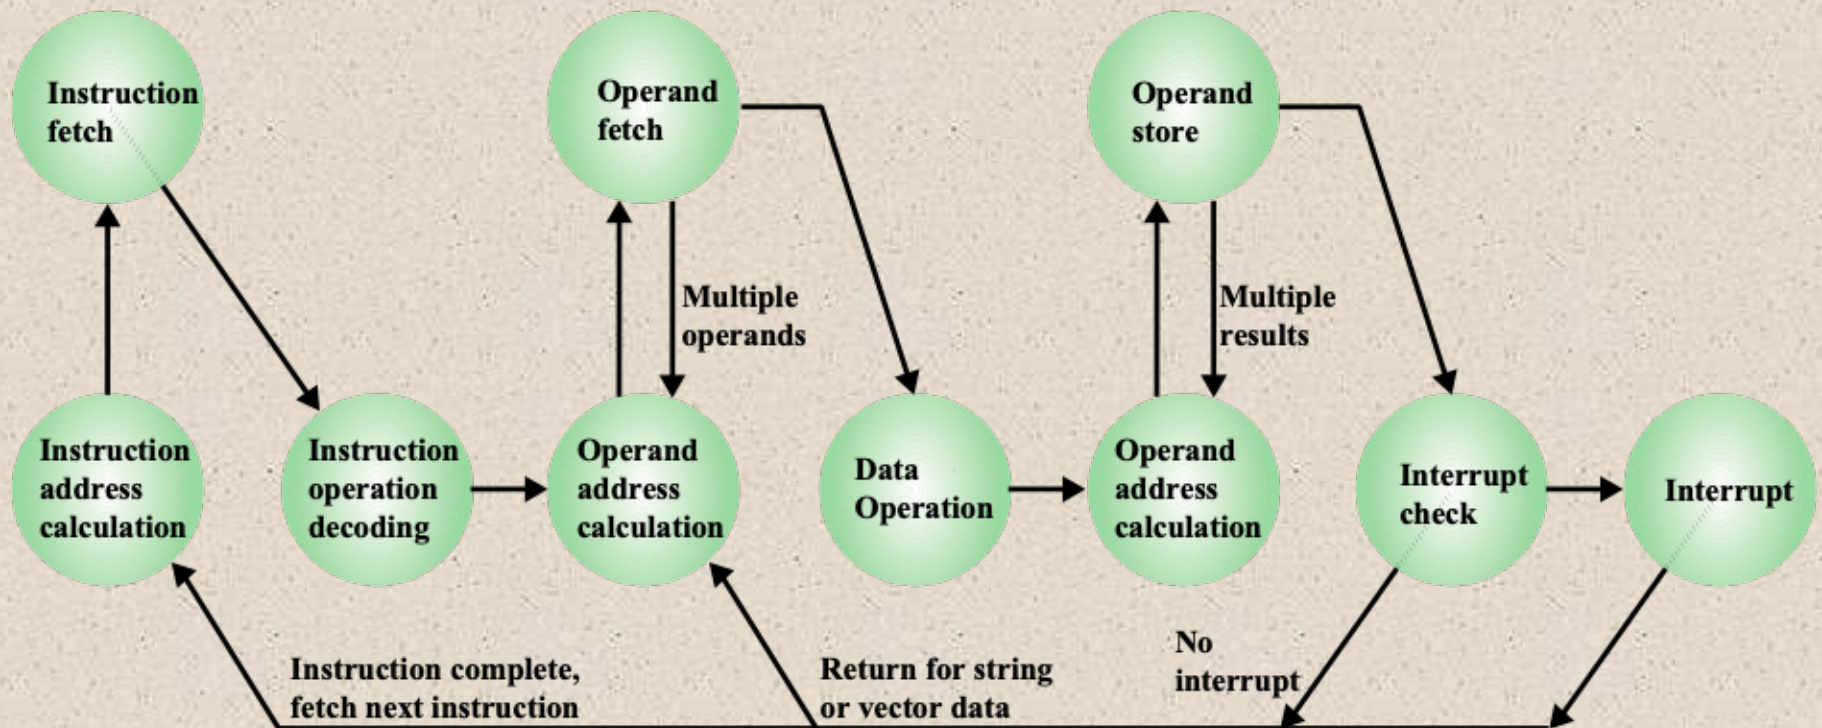 Instruction
fetch
Operand
fetch
Operand
store
Multiple
operands
Multiple
results
Instruction
address
calculation
Instruction
operation
decoding
Operand
address
calculation
Data
Operation
Operand
address
calculation
Interrupt
check
Interrupt
Instruction complete,
fetch next instruction
Return for string
or vector data
No
interrupt